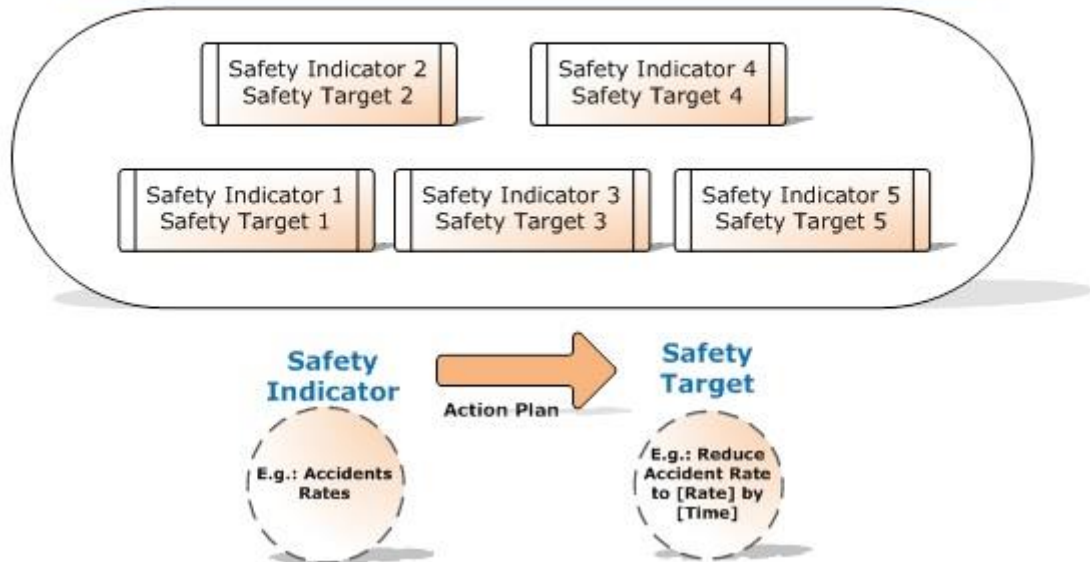 Safety Indicator 2
Safety Target 2
Safety Indicator 4
Safety Target 4
Safety Indicator 1
Safety Target 1
Safety Indicator 3
Safety Target 3
Safety Indicator 5
Safety Target 5
Safety
Indicator
Action Plan
Safety
Target
E.g.: Accidents
Rates
E.g.: Reduce
Accident Rate
to [Rate] by
[Time]